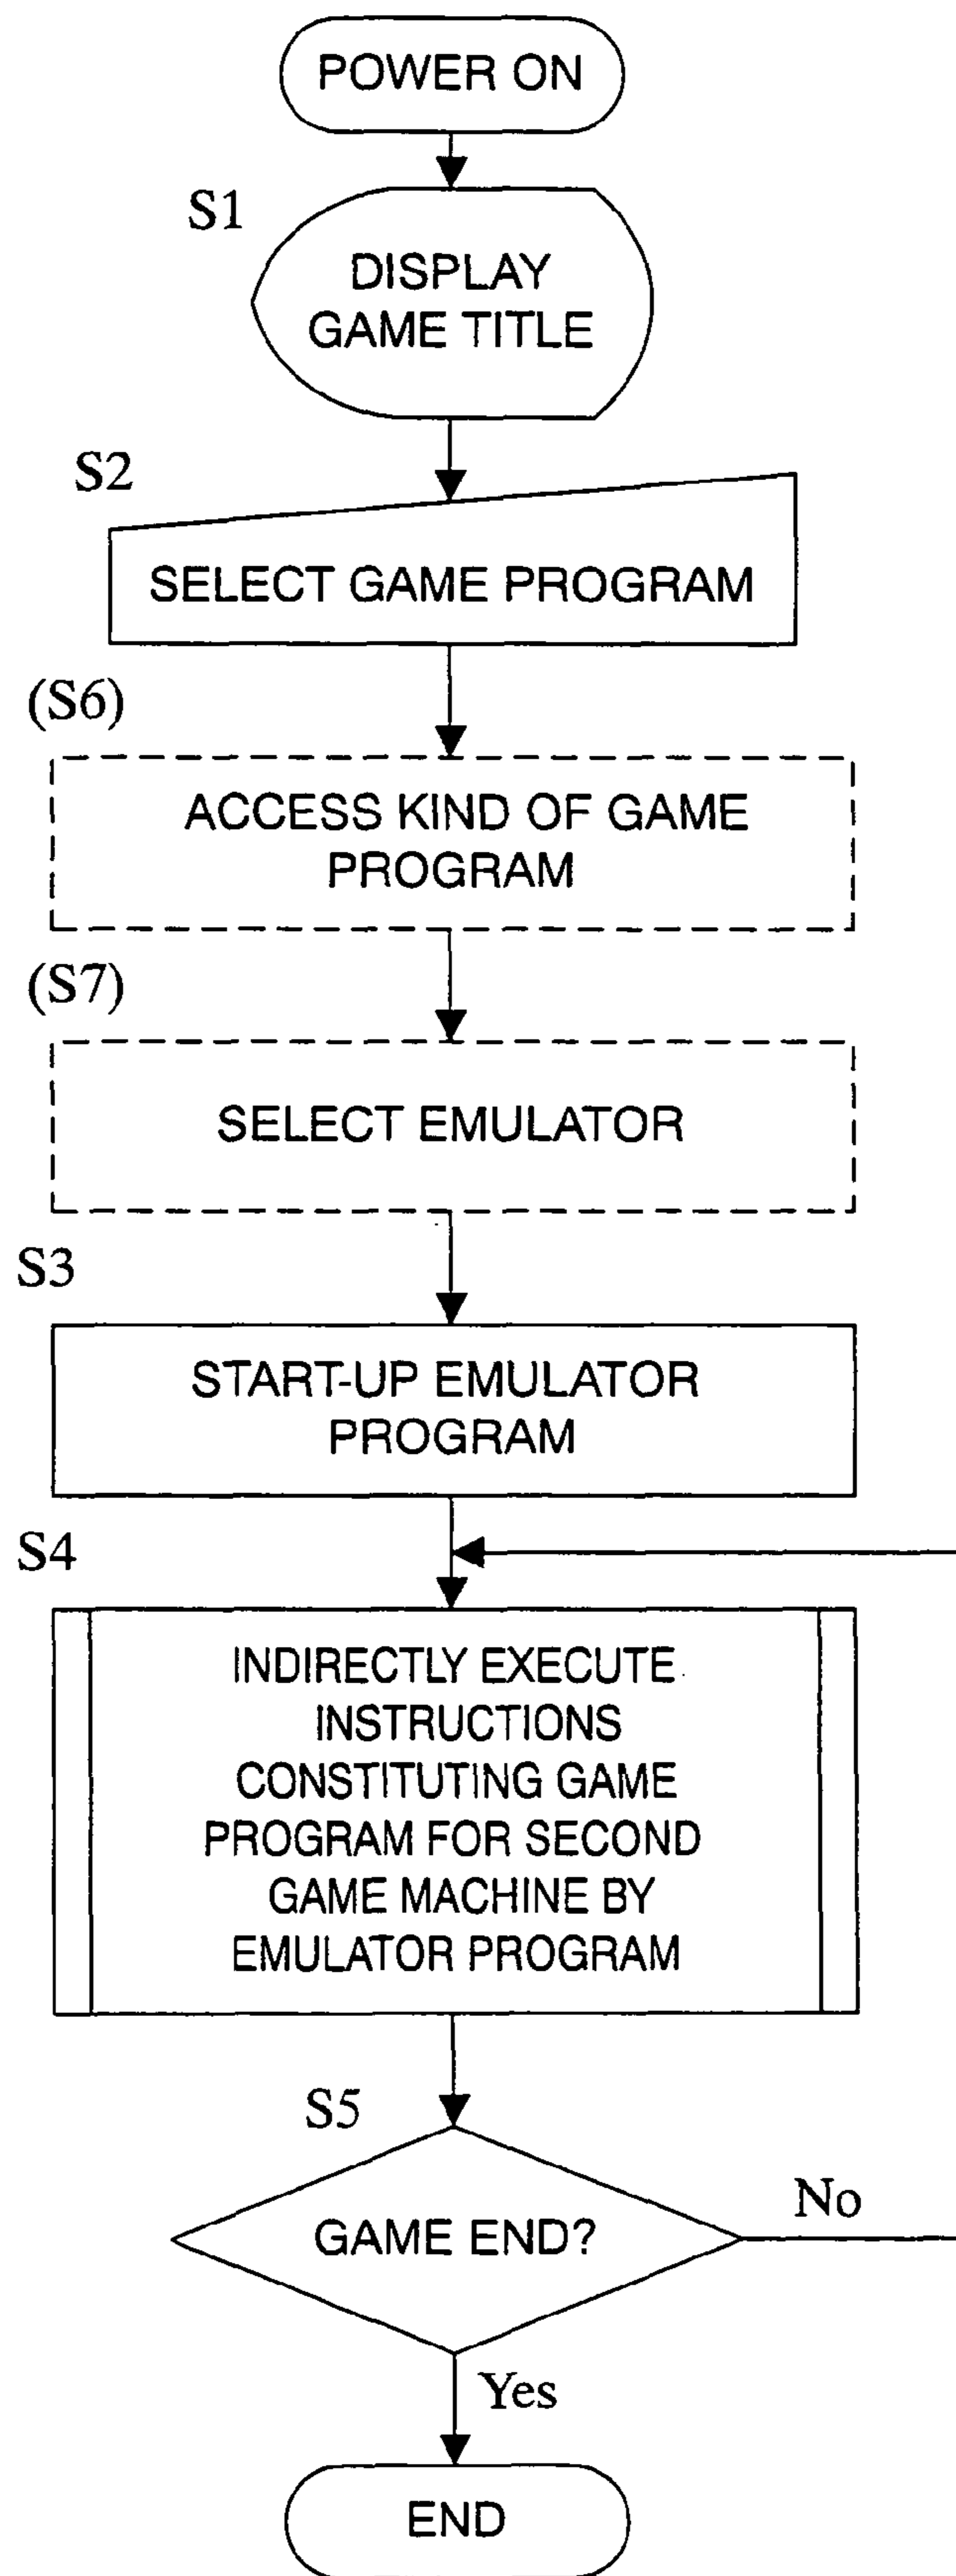 POWER ON
S1
DISPLAY
GAME TITLE
S2
SELECT GAME PROGRAM
(S6)
ACCESS KIND OF GAME
PROGRAM
(S7)
SELECT EMULATOR
S3
START-UP EMULATOR
PROGRAM
S4
INDIRECTLY EXECUTE
INSTRUCTIONS
CONSTITUTING GAME
PROGRAM FOR SECOND
GAME MACHINE BY
EMULATOR PROGRAM
S5
GAME END?
No
Yes
END